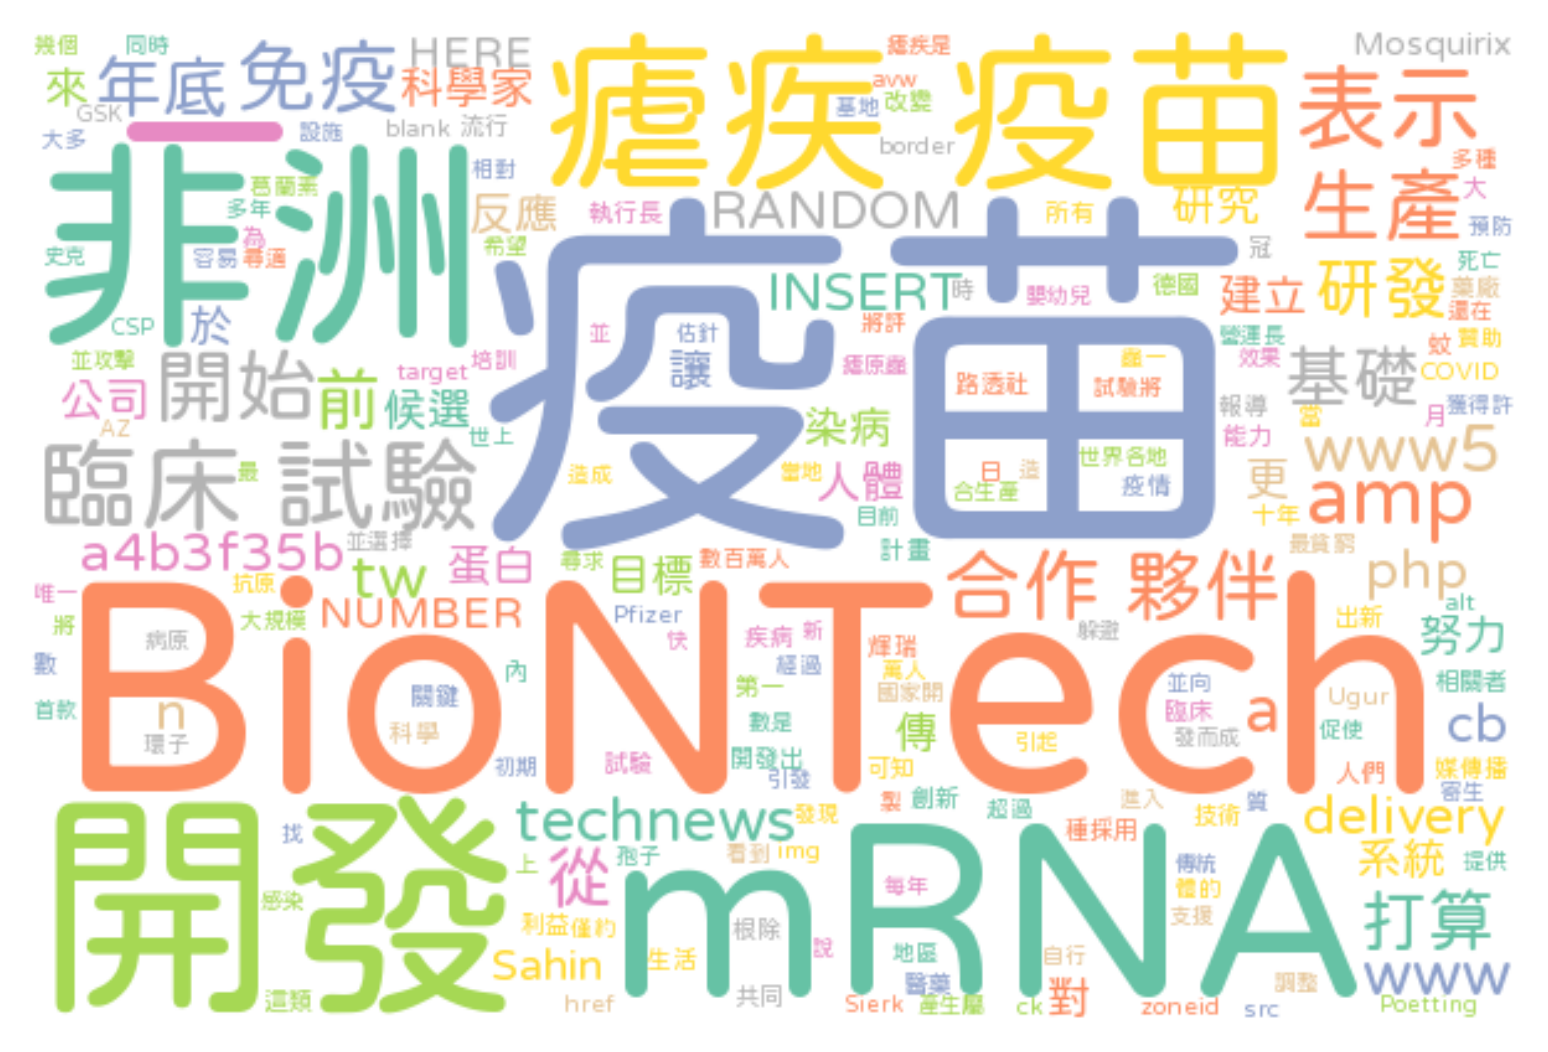 幾個 同時 HERE 瘧疾 疫苗 瘧疾是 Mosquirix
來 年底 免疫 科學家 avw 表示
GSK 基地 改變
大多 一 設施 blank 流行 border 多種
非洲 葛蘭素 相對 生產 大
多年 反應 執行長 RANDOM 所有 研究 預防
為 希望 冠
史克 容易 尋邁 疫苗 INSERT 時 嬰幼兒 德國 建立 研發 死亡
藥廠
CSP 於 將評 還在
並 估針 營運長 蚊 贊助
並攻擊 開始 target 培訓 讓 瘧原蟲 蟲一 效果 基礎 COVID
公司 前 候選 路透社 試驗將 報導 當 月 獲得許
AZ 世上 染病 能力 www5
臨床 試驗 最 造成 當地 人體 日 造 世界各地 更 amp
合生產 疫情
目前 十年
a4b3f35b 並選擇 計畫 最貧窮
抗原 tw 蛋白 尋求 目標 數百萬人 合作 夥伴 php
唯一 alt
將 大規模 NUMBER Pfizer 新 躲避 出新 努力
BioNTech
病原 快 疾病 輝瑞
數 內 經過 萬人
首款 關鍵 第一 國家開 並向 Ugur 相關者
n 數是 臨床 a cb
環子 科學 傳 引起 發而成 促使
初期 試驗 開發出 可知 人們 媒傳播
引發 寄生
開發 technews 發現 製 創新 超過 進入 技術 質 delivery
找 種採用
上 從 孢子 看到 img mRNA 傳統 系統 提供
感染 每年 體的
利益 僅約 根除 支援 打算
說
Sahin 生活 地區 自行 www
醫藥 調整
這類 href 共同 Sierk 產生屬 ck 對 zoneid src Poetting